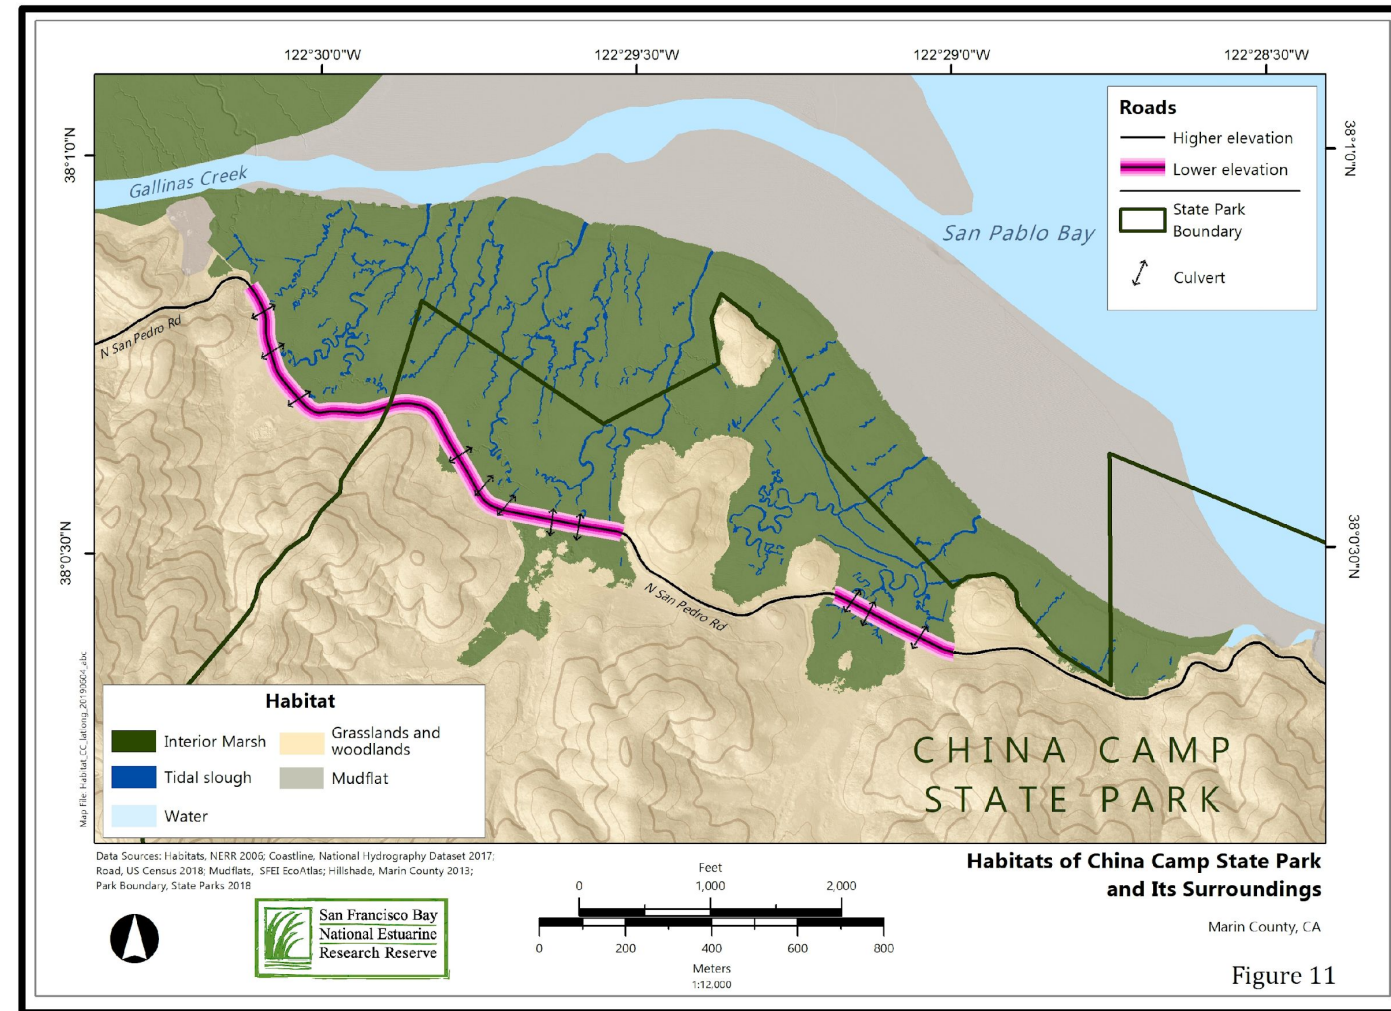 122°30'0"W
122°29'30"W
122°29'0"W
122°28'30"W
38°1'0"N
38°1'0"N
Roads
Higher elevation
Lower elevation
State Park
Boundary
Culvert
Gallinas Creek
San Pablo Bay
N San Pedro Rd
38°0'30"N
38°0'30"N
N San Pedro Rd
Habitat
Interior Marsh
Grasslands and
woodlands
Tidal slough
Mudflat
Water
CHINA CAMP
STATE PARK
Map File: Habitat_CC_latlong_20190604_abc
Data Sources: Habitats, NERR 2006; Coastline, National Hydrography Dataset 2017;
Road, US Census 2018; Mudflats, SFEI EcoAtlas; Hillshade, Marin County 2013;
Park Boundary, State Parks 2018
San Francisco Bay
National Estuarine
Research Reserve
Feet
0 1,000 2,000
0 200 400 600 800
Meters
1:12,000
Habitats of China Camp State Park
and Its Surroundings
Marin County, CA
Figure 11